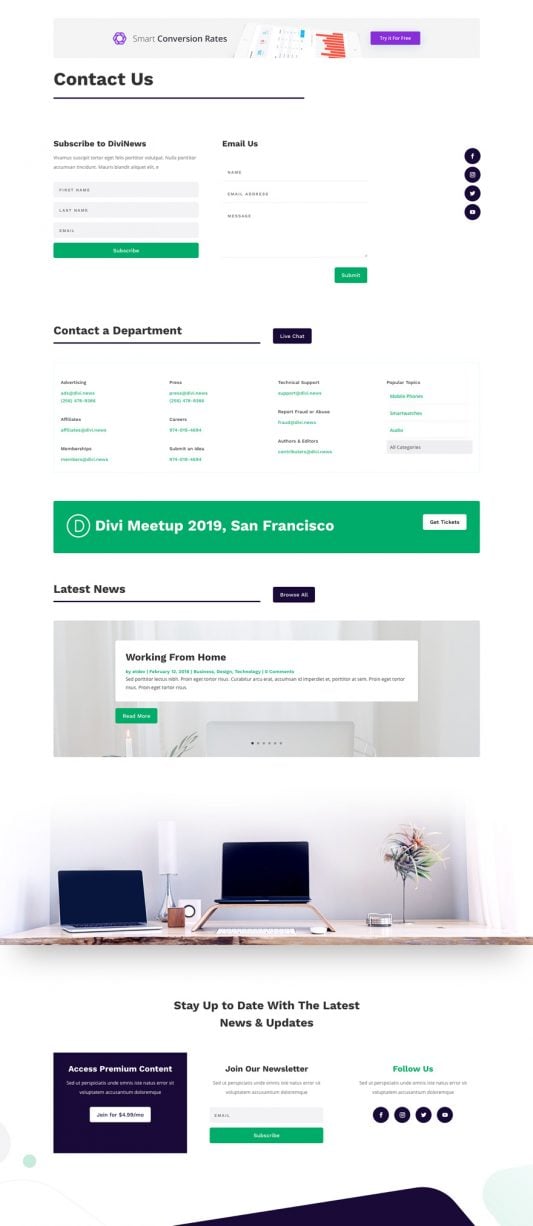 Smart Conversion Rates
Try It For Free
Contact Us
Subscribe to DiviNews
Vivamus suscipit tortor eget felis porttitor volutpat. Nulla porttitor
accumsan tincidunt. Mauris blandit aliquet elit, e
FIRST NAME
LAST NAME
EMAIL
Subscribe
Email Us
NAME
EMAIL ADDRESS
MESSAGE
Submit
Contact a Department
Live Chat
Advertising
ads@divi.news
(256) 478-9366
Affiliates
affiliates@divi.news
Memberships
members@divi.news
Press
press@divi.news
(256) 478-9366
Careers
974-019-4694
Submit an Idea
974-019-4694
Technical Support
support@divi.news
Report Fraud or Abuse
fraud@divi.news
Authors & Editors
contributers@divi.news
Popular Topics
Mobile Phones
Smartwatches
Audio
All Categories
D Divi Meetup 2019, San Francisco
Get Tickets
Latest News
Browse All
Working From Home
by etdev | February 12, 2019 | Business, Design, Technology | 0 Comments
Sed porttitor lectus nibh. Proin eget tortor risus. Curabitur arcu erat, accumsan id imperdiet et, porttitor at sem. Proin eget tortor
risus. Proin eget tortor risus.
Read More
Stay Up to Date With The Latest
News & Updates
Access Premium Content
Sed ut perspiciatis unde omnis iste natus error sit
voluptatem accusantium doloremque
Join for $4.99/mo
Join Our Newsletter
Sed ut perspiciatis unde omnis iste natus error sit
voluptatem accusantium doloremque
EMAIL
Subscribe
Follow Us
Sed ut perspiciatis unde omnis iste natus error sit
voluptatem accusantium doloremque